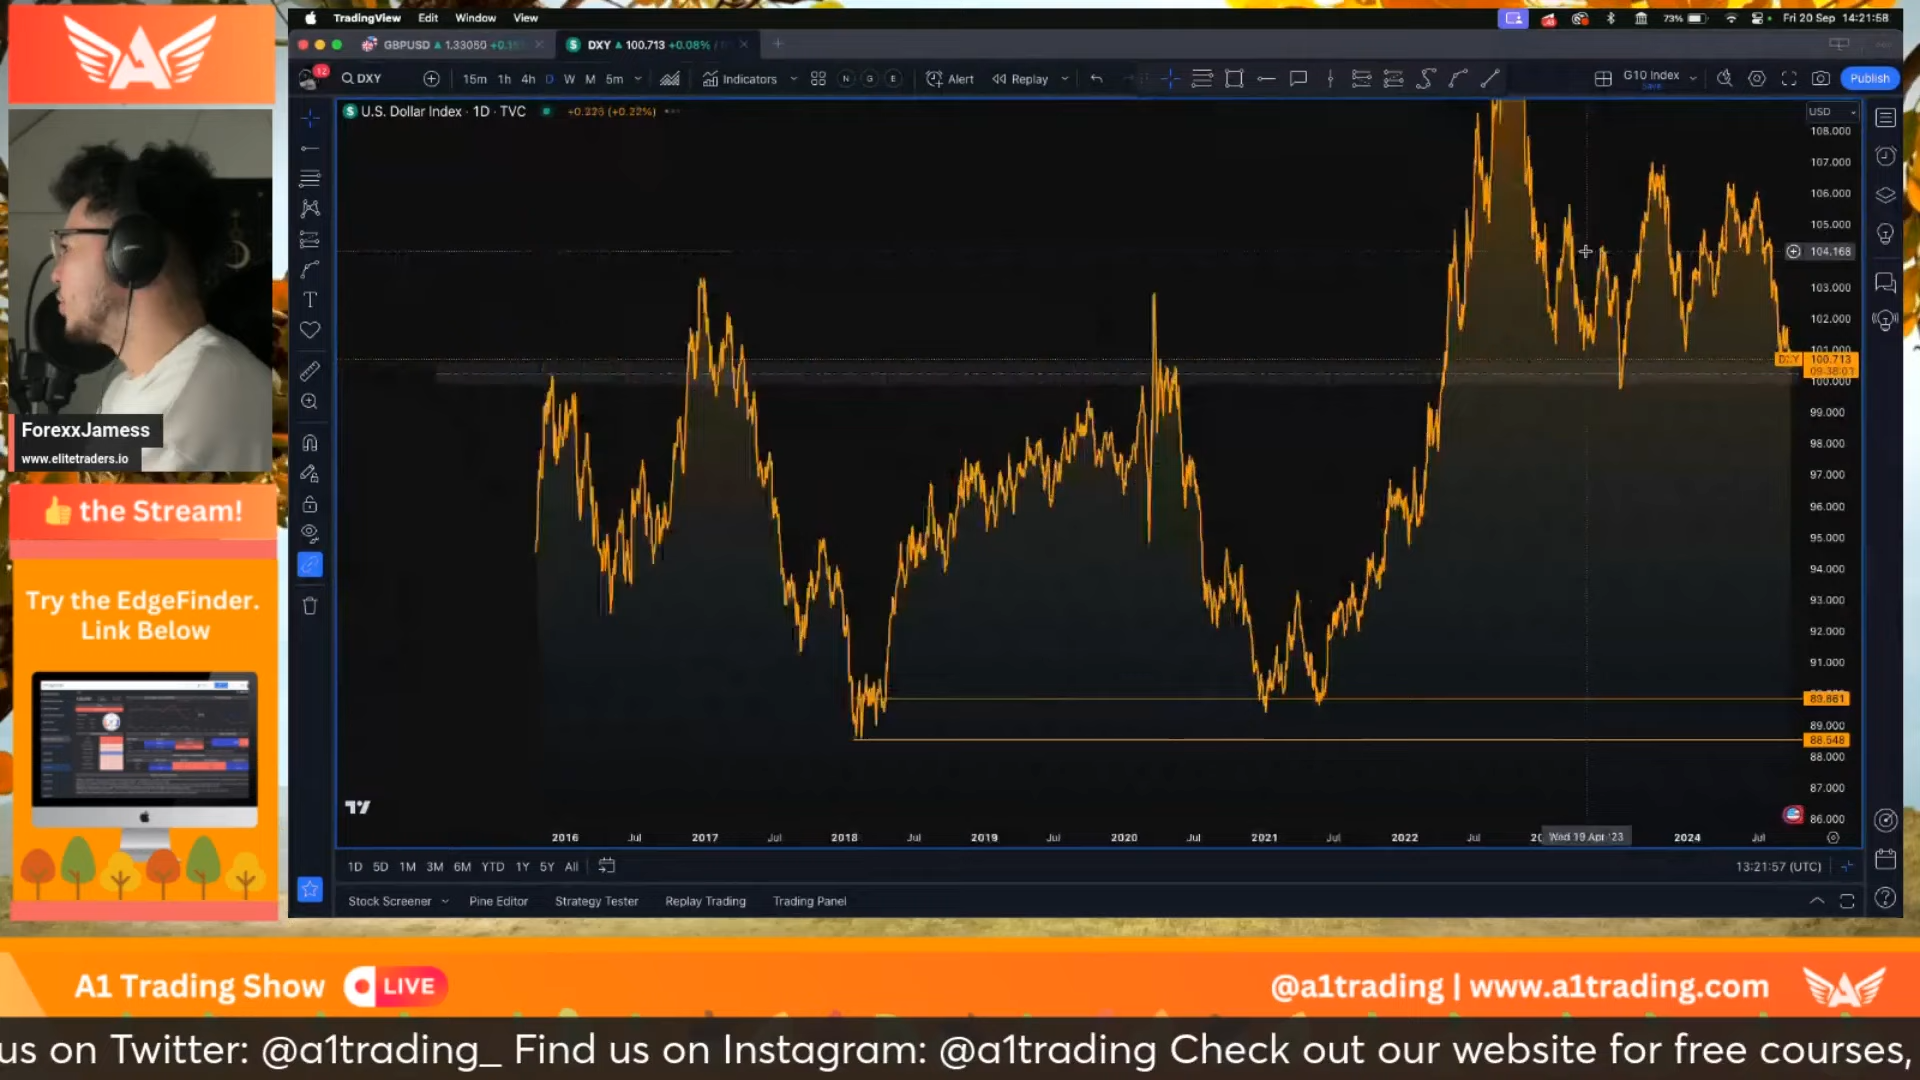 TradingView Edit Window View
73% Fri 20 Sep 14:21:58
GBPUSD 1.33050
DXY 100.713 +0.08%
12
DXY
15m 1h 4h D W M 5m
Indicators
N G E
Alert
Replay
G10 Index
Save
Publish
U.S. Dollar Index · 1D · TVC
+0.228 (+0.22%)
USD
108.000
107.000
106.000
105.000
104.168
103.000
102.000
101.000
DXY 100.713
100.000
99.000
98.000
97.000
96.000
95.000
94.000
93.000
92.000
91.000
89.861
89.000
88.548
88.000
87.000
86.000
2016 Jul 2017 Jul 2018 Jul 2019 Jul 2020 Jul 2021 Jul 2022 Jul Wed 19 Apr '23 2024 Jul
1D 5D 1M 3M 6M YTD 1Y 5Y All
13:21:57 (UTC)
Stock Screener Pine Editor Strategy Tester Replay Trading Trading Panel
ForexxJamess
www.elitetraders.io
the Stream!
Try the EdgeFinder.
Link Below
A1 Trading Show LIVE
@a1trading | www.a1trading.com
us on Twitter: @a1trading_ Find us on Instagram: @a1trading Check out our website for free courses,